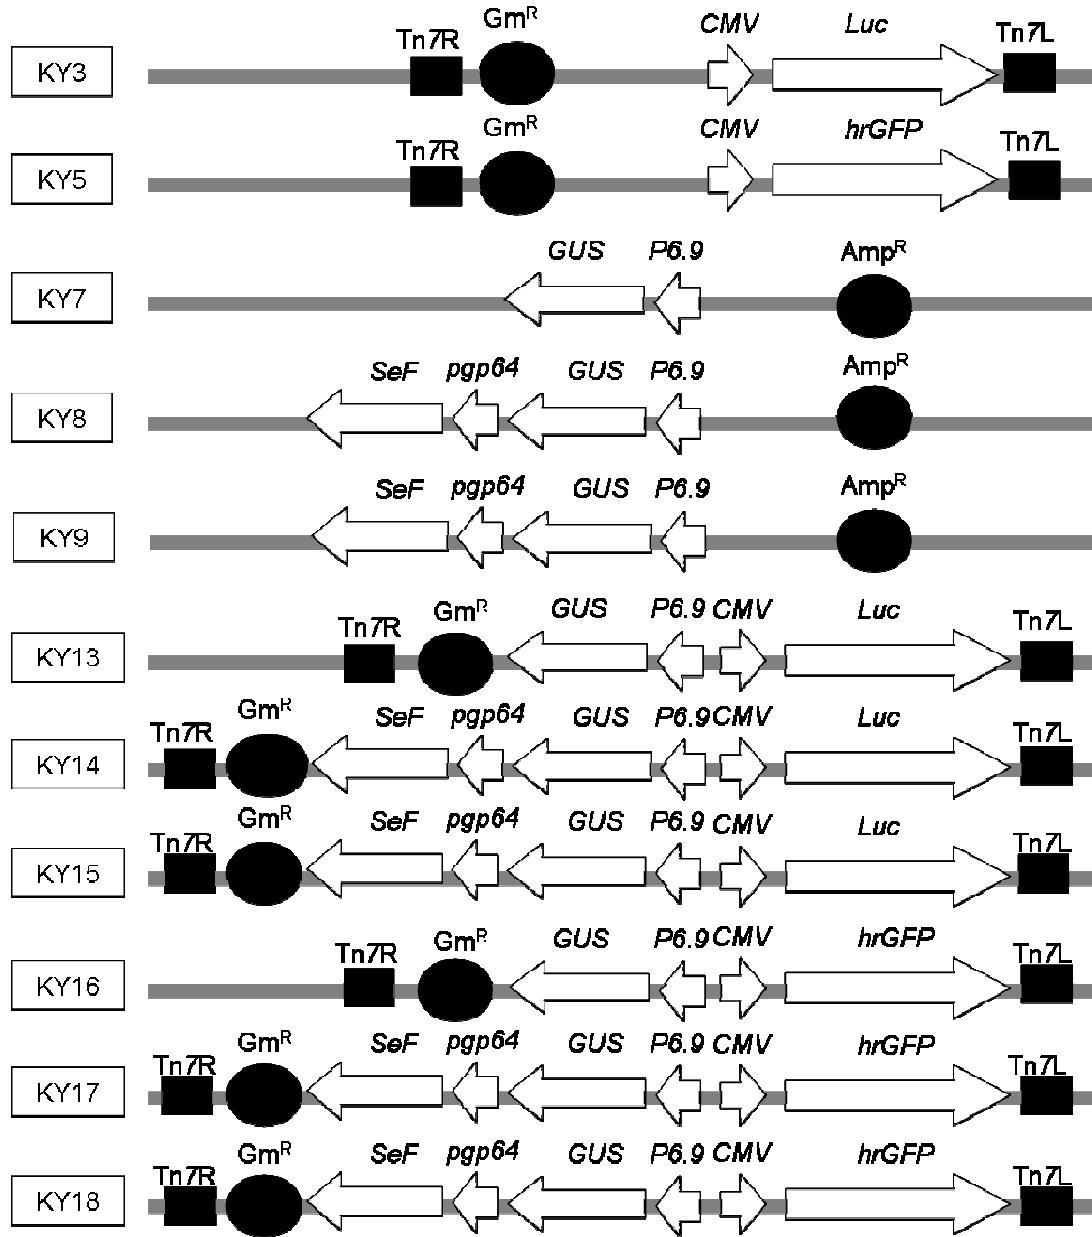 KY3 Tn7R GmR CMV Luc Tn7L
KY5 Tn7R GmR CMV hrGFP Tn7L
KY7 GUS P6.9 AmpR
KY8 SeF pgp64 GUS P6.9 AmpR
KY9 SeF pgp64 GUS P6.9 AmpR
KY13 Tn7R GmR GUS P6.9 CMV Luc Tn7L
KY14 Tn7R GmR SeF pgp64 GUS P6.9 CMV Luc Tn7L
KY15 Tn7R GmR SeF pgp64 GUS P6.9 CMV Luc Tn7L
KY16 Tn7R GmR GUS P6.9 CMV hrGFP Tn7L
KY17 Tn7R GmR SeF pgp64 GUS P6.9 CMV hrGFP Tn7L
KY18 Tn7R GmR SeF pgp64 GUS P6.9 CMV hrGFP Tn7L